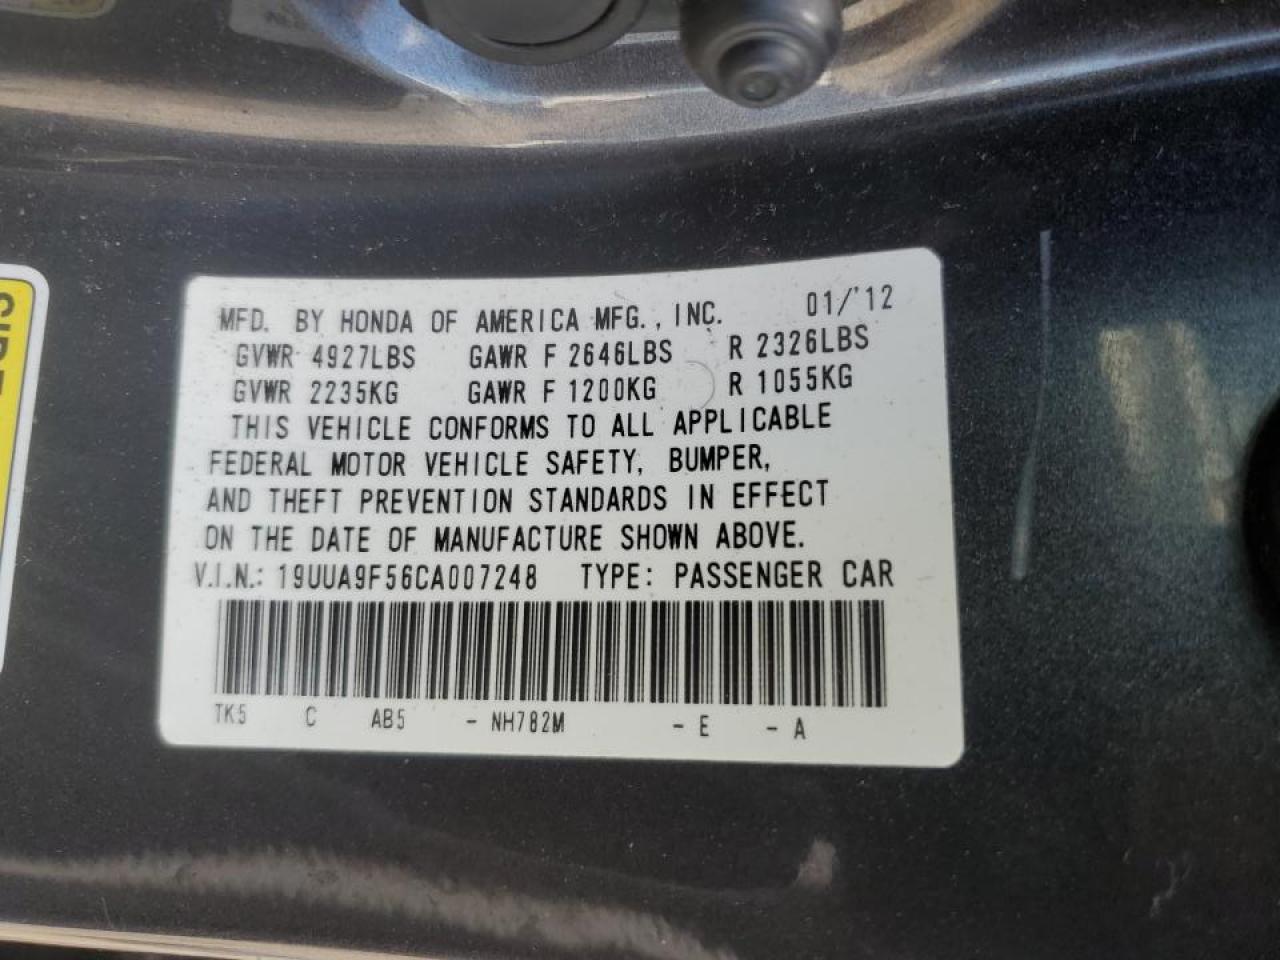 MFD. BY HONDA OF AMERICA MFG., INC. 01/'12
GVWR 4927LBS GAWR F 2646LBS R 2326LBS
GVWR 2235KG GAWR F 1200KG R 1055KG
THIS VEHICLE CONFORMS TO ALL APPLICABLE
FEDERAL MOTOR VEHICLE SAFETY, BUMPER,
AND THEFT PREVENTION STANDARDS IN EFFECT
ON THE DATE OF MANUFACTURE SHOWN ABOVE.
V.I.N.: 19UUA9F56CA007248 TYPE: PASSENGER CAR
TK5 C AB5 - NH782M - E - A